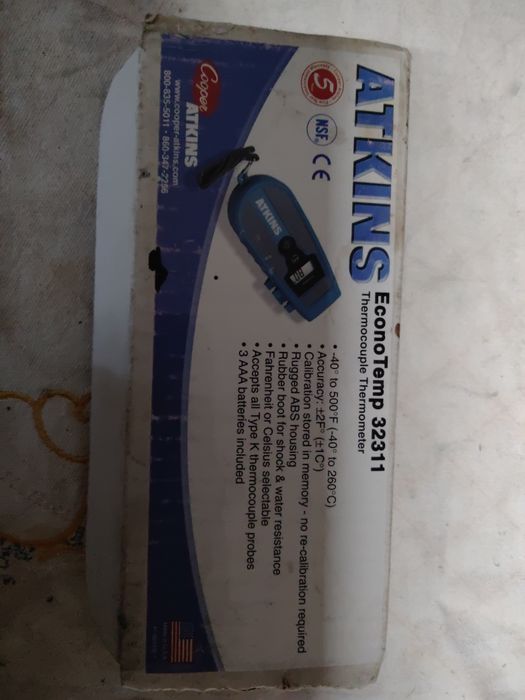 ATKINS
EconoTemp 32311
Thermocouple Thermometer
5
NSF
CE
ATKINS
• -40° to 500°F (-40° to 260°C)
• Accuracy: ±2F° (±1C°)
• Calibration stored in memory - no re-calibration required
• Rugged ABS housing
• Rubber boot for shock & water resistance
• Fahrenheit or Celsius selectable
• Accepts all Type K thermocouple probes
• 3 AAA batteries included
Cooper
ATKINS
www.cooper-atkins.com
800-835-5011 • 860-347-2256